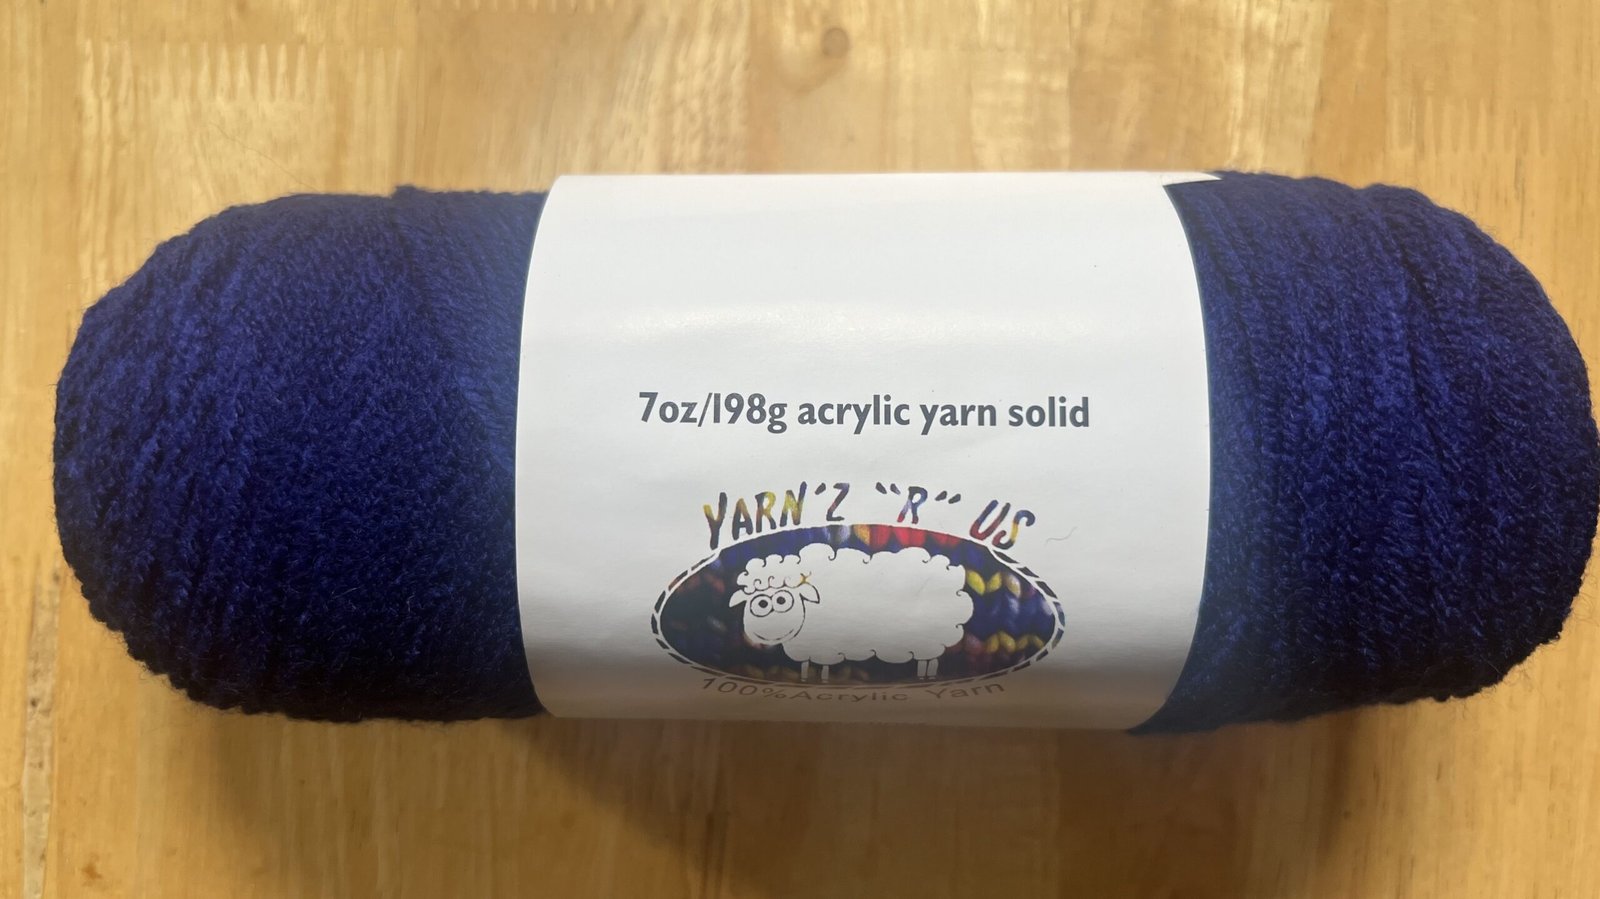 7oz/198g acrylic yarn solid
YARN'Z "R" US
100%Acrylic Yarn